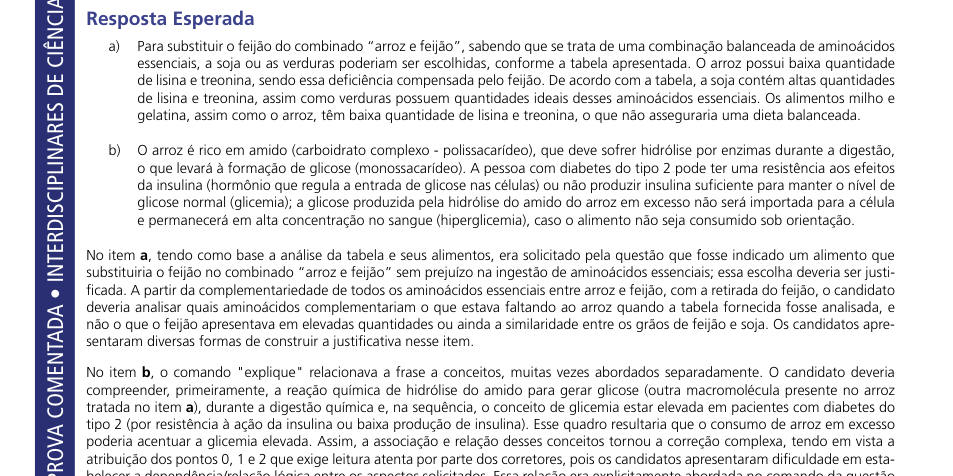 PROVA COMENTADA • INTERDISCIPLINARES DE CIÊNCIA
Resposta Esperada
a) Para substituir o feijão do combinado “arroz e feijão”, sabendo que se trata de uma combinação balanceada de aminoácidos
essenciais, a soja ou as verduras poderiam ser escolhidas, conforme a tabela apresentada. O arroz possui baixa quantidade
de lisina e treonina, sendo essa deficiência compensada pelo feijão. De acordo com a tabela, a soja contém altas quantidades
de lisina e treonina, assim como verduras possuem quantidades ideais desses aminoácidos essenciais. Os alimentos milho e
gelatina, assim como o arroz, têm baixa quantidade de lisina e treonina, o que não asseguraria uma dieta balanceada.
b) O arroz é rico em amido (carboidrato complexo - polissacarídeo), que deve sofrer hidrólise por enzimas durante a digestão,
o que levará à formação de glicose (monossacarídeo). A pessoa com diabetes do tipo 2 pode ter uma resistência aos efeitos
da insulina (hormônio que regula a entrada de glicose nas células) ou não produzir insulina suficiente para manter o nível de
glicose normal (glicemia); a glicose produzida pela hidrólise do amido do arroz em excesso não será importada para a célula
e permanecerá em alta concentração no sangue (hiperglicemia), caso o alimento não seja consumido sob orientação.
No item a, tendo como base a análise da tabela e seus alimentos, era solicitado pela questão que fosse indicado um alimento que
substituiria o feijão no combinado “arroz e feijão” sem prejuízo na ingestão de aminoácidos essenciais; essa escolha deveria ser justi-
ficada. A partir da complementariedade de todos os aminoácidos essenciais entre arroz e feijão, com a retirada do feijão, o candidato
deveria analisar quais aminoácidos complementariam o que estava faltando ao arroz quando a tabela fornecida fosse analisada, e
não o que o feijão apresentava em elevadas quantidades ou ainda a similaridade entre os grãos de feijão e soja. Os candidatos apre-
sentaram diversas formas de construir a justificativa nesse item.
No item b, o comando "explique" relacionava a frase a conceitos, muitas vezes abordados separadamente. O candidato deveria
compreender, primeiramente, a reação química de hidrólise do amido para gerar glicose (outra macromolécula presente no arroz
tratada no item a), durante a digestão química e, na sequência, o conceito de glicemia estar elevada em pacientes com diabetes do
tipo 2 (por resistência à ação da insulina ou baixa produção de insulina). Esse quadro resultaria que o consumo de arroz em excesso
poderia acentuar a glicemia elevada. Assim, a associação e relação desses conceitos tornou a correção complexa, tendo em vista a
atribuição dos pontos 0, 1 e 2 que exige leitura atenta por parte dos corretores, pois os candidatos apresentaram dificuldade em esta-
belecer a dependência/relação lógica entre os aspectos solicitados. Essa relação era explicitamente abordada no comando da questão